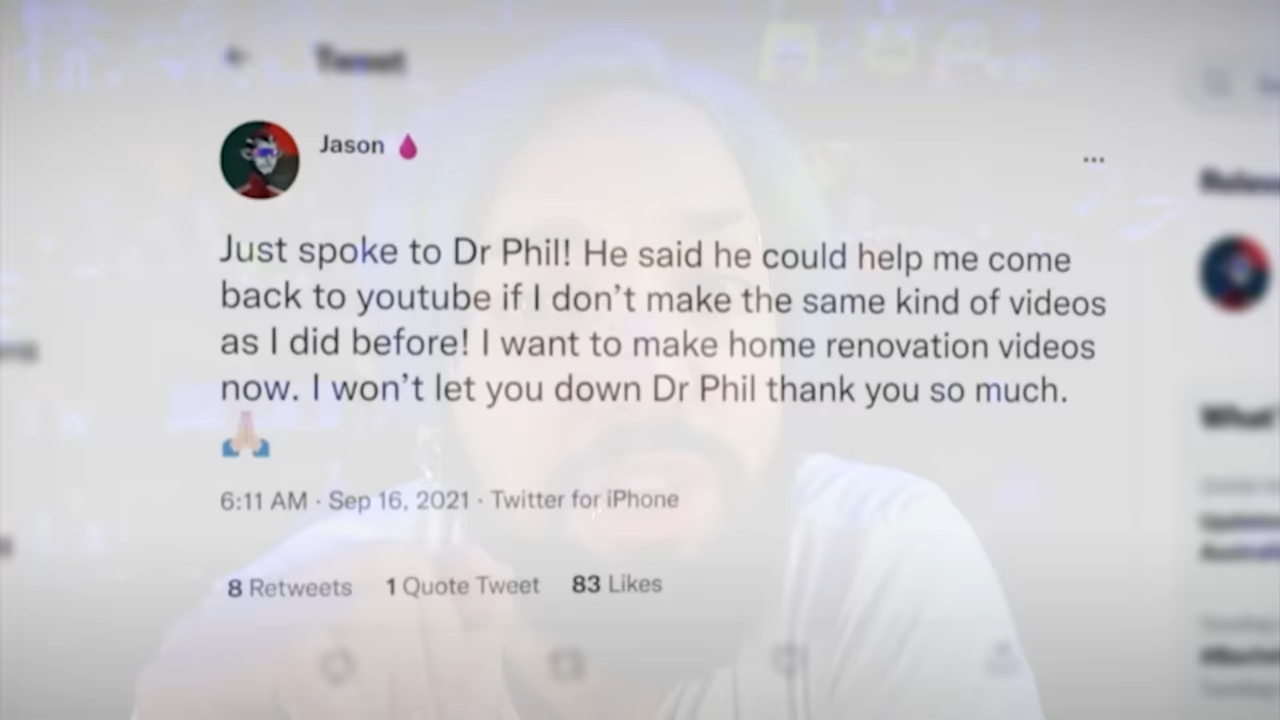 Tweet
Jason
Just spoke to Dr Phil! He said he could help me come
back to youtube if I don't make the same kind of videos
as I did before! I want to make home renovation videos
now. I won't let you down Dr Phil thank you so much.
🙏🏻
6:11 AM · Sep 16, 2021 · Twitter for iPhone
8 Retweets 1 Quote Tweet 83 Likes
What